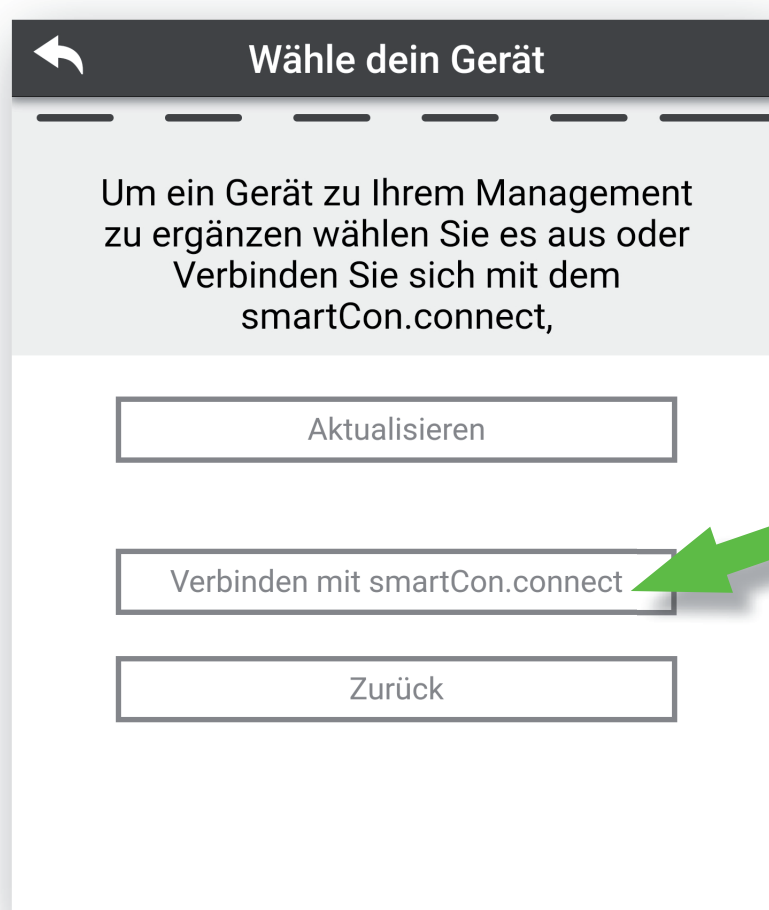 Wähle dein Gerät
Um ein Gerät zu Ihrem Management
zu ergänzen wählen Sie es aus oder
Verbinden Sie sich mit dem
smartCon.connect,
Aktualisieren
Verbinden mit smartCon.connect
Zurück